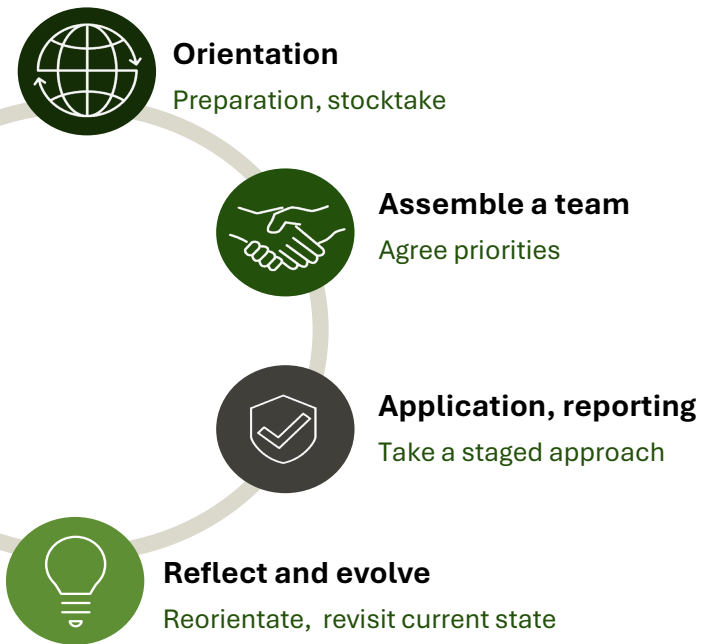 Orientation
Preparation, stocktake
Assemble a team
Agree priorities
Application, reporting
Take a staged approach
Reflect and evolve
Reorientate,  revisit current state